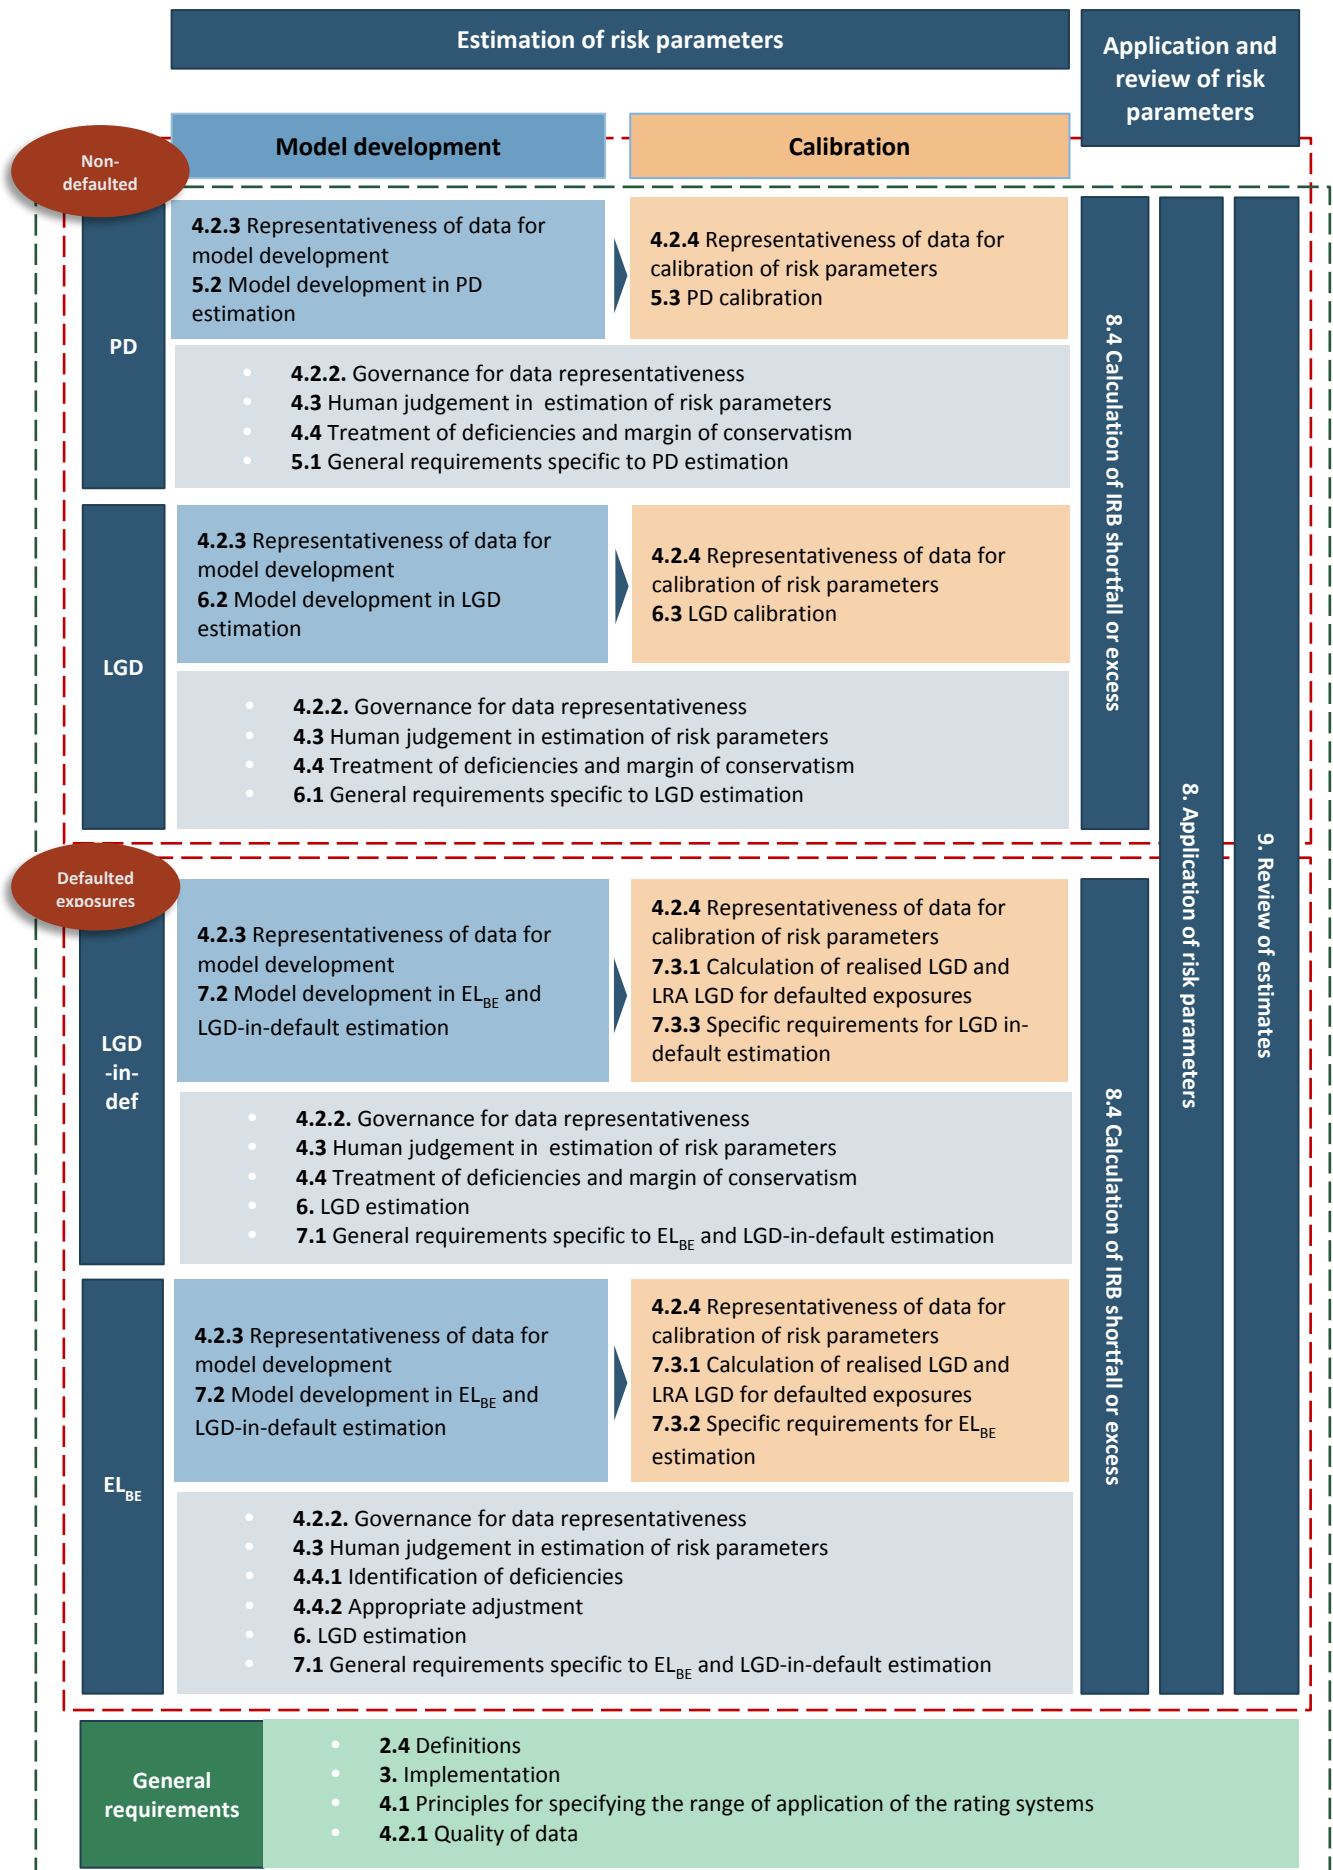 Estimation of risk parameters
Application and
review of risk
parameters
Model development
Calibration
Non-
defaulted
PD
4.2.3 Representativeness of data for
model development
5.2 Model development in PD
estimation
4.2.4 Representativeness of data for
calibration of risk parameters
5.3 PD calibration
4.2.2. Governance for data representativeness
4.3 Human judgement in  estimation of risk parameters
4.4 Treatment of deficiencies and margin of conservatism
5.1 General requirements specific to PD estimation
LGD
4.2.3 Representativeness of data for
model development
6.2 Model development in LGD
estimation
4.2.4 Representativeness of data for
calibration of risk parameters
6.3 LGD calibration
4.2.2. Governance for data representativeness
4.3 Human judgement in estimation of risk parameters
4.4 Treatment of deficiencies and margin of conservatism
6.1 General requirements specific to LGD estimation
8.4 Calculation of IRB shortfall or excess
8. Application of risk parameters
9. Review of estimates
Defaulted
exposures
LGD
-in-
def
4.2.3 Representativeness of data for
model development
7.2 Model development in ELBE and
LGD-in-default estimation
4.2.4 Representativeness of data for
calibration of risk parameters
7.3.1 Calculation of realised LGD and
LRA LGD for defaulted exposures
7.3.3 Specific requirements for LGD in-
default estimation
4.2.2. Governance for data representativeness
4.3 Human judgement in  estimation of risk parameters
4.4 Treatment of deficiencies and margin of conservatism
6. LGD estimation
7.1 General requirements specific to ELBE and LGD-in-default estimation
ELBE
4.2.3 Representativeness of data for
model development
7.2 Model development in ELBE and
LGD-in-default estimation
4.2.4 Representativeness of data for
calibration of risk parameters
7.3.1 Calculation of realised LGD and
LRA LGD for defaulted exposures
7.3.2 Specific requirements for ELBE
estimation
4.2.2. Governance for data representativeness
4.3 Human judgement in estimation of risk parameters
4.4.1 Identification of deficiencies
4.4.2 Appropriate adjustment
6. LGD estimation
7.1 General requirements specific to ELBE and LGD-in-default estimation
8.4 Calculation of IRB shortfall or excess
General
requirements
2.4 Definitions
3. Implementation
4.1 Principles for specifying the range of application of the rating systems
4.2.1 Quality of data